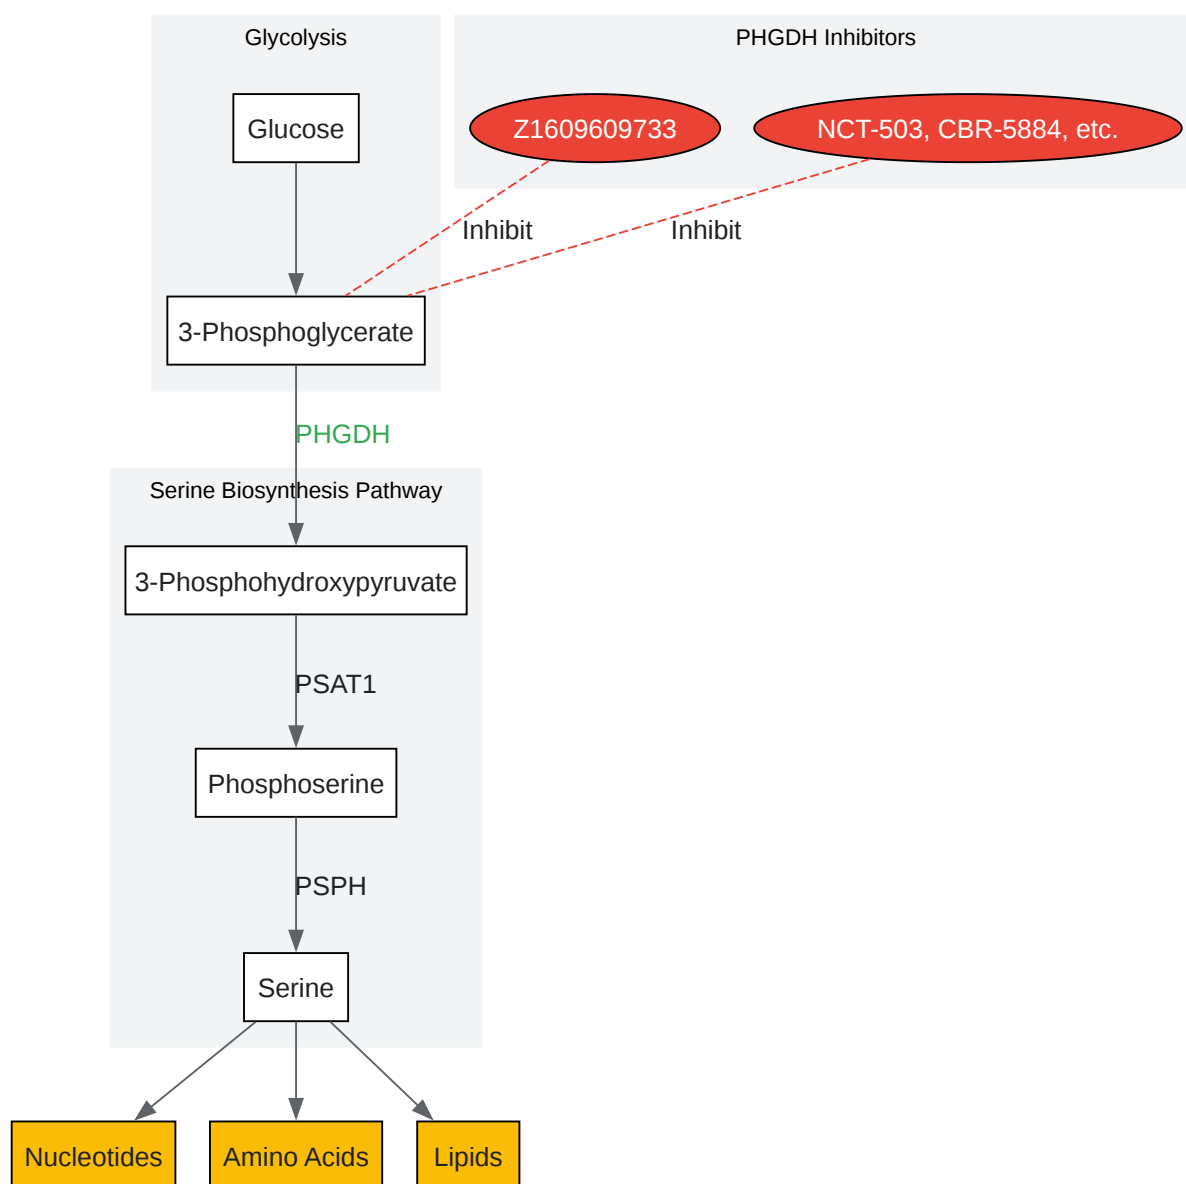 Glycolysis
PHGDH Inhibitors
Glucose
Z1609609733
NCT-503, CBR-5884, etc.
Inhibit
Inhibit
3-Phosphoglycerate
PHGDH
Serine Biosynthesis Pathway
3-Phosphohydroxypyruvate
PSAT1
Phosphoserine
PSPH
Serine
Nucleotides
Amino Acids
Lipids